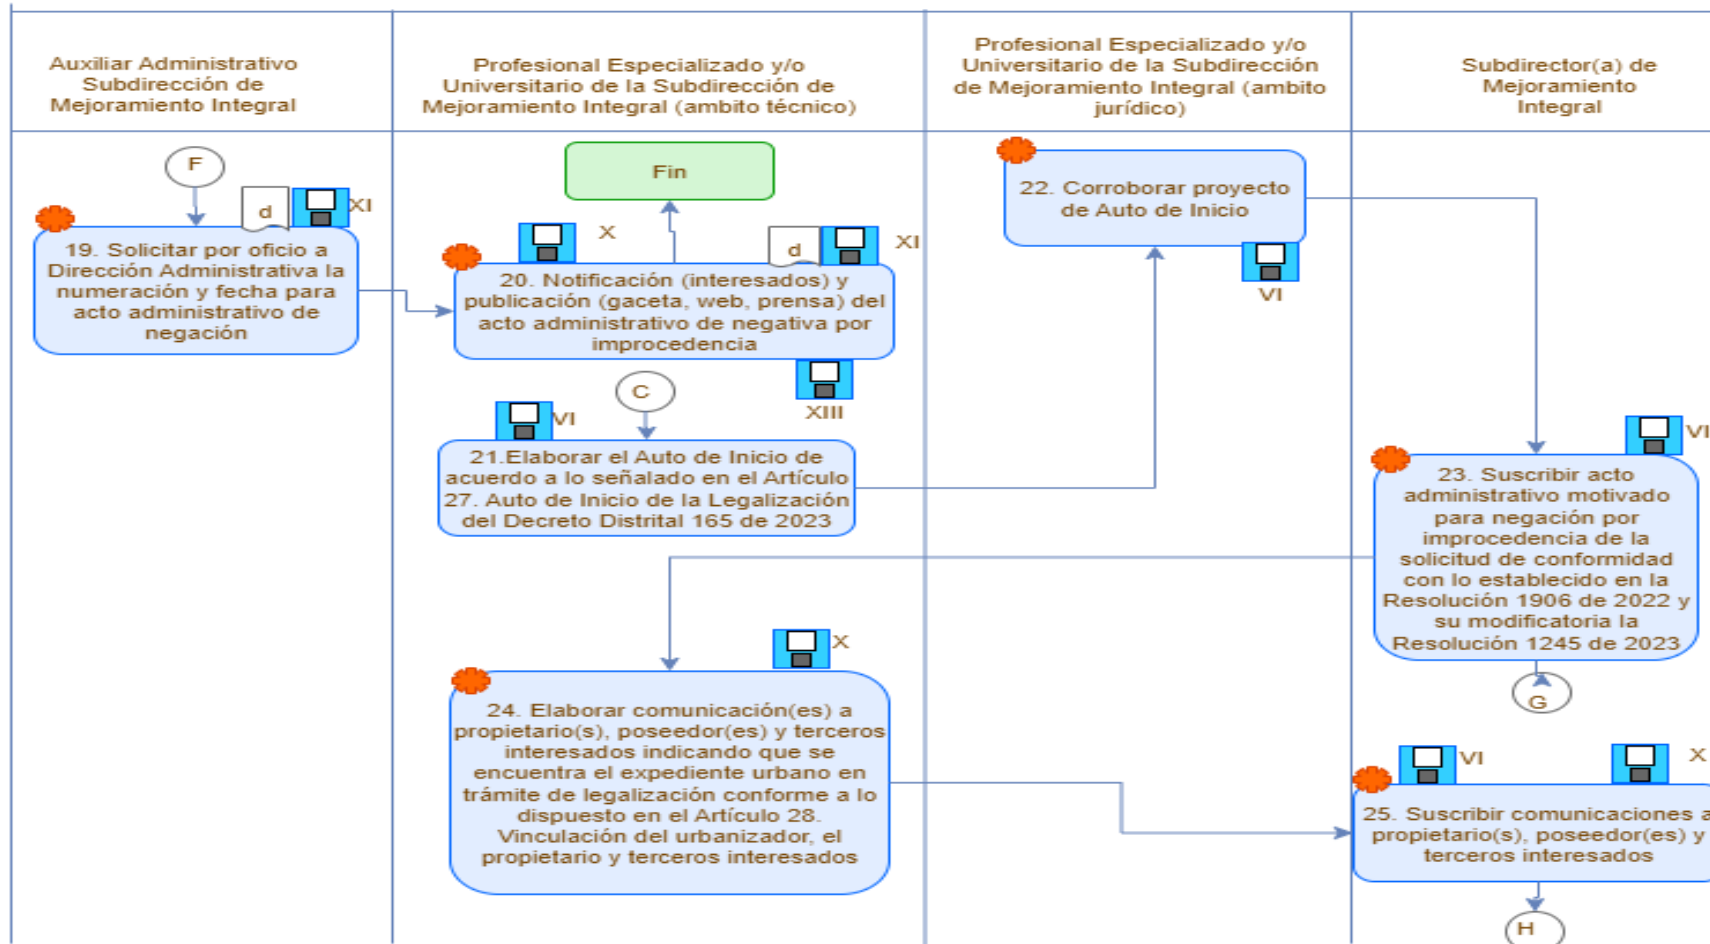 Auxiliar Administrativo
Subdirección de
Mejoramiento Integral
Profesional Especializado y/o
Universitario de la Subdirección de
Mejoramiento Integral (ambito técnico)
Profesional Especializado y/o
Universitario de la Subdirección
de Mejoramiento Integral (ambito
jurídico)
Subdirector(a) de
Mejoramiento
Integral
F
d
XI
19. Solicitar por oficio a
Dirección Administrativa la
numeración y fecha para
acto administrativo de
negación
Fin
X
d
XI
20. Notificación (interesados) y
publicación (gaceta, web, prensa) del
acto administrativo de negativa por
improcedencia
XIII
C
VI
21.Elaborar el Auto de Inicio de
acuerdo a lo señalado en el Artículo
27. Auto de Inicio de la Legalización
del Decreto Distrital 165 de 2023
22. Corroborar proyecto
de Auto de Inicio
VI
VI
23. Suscribir acto
administrativo motivado
para negación por
improcedencia de la
solicitud de conformidad
con lo establecido en la
Resolución 1906 de 2022 y
su modificatoria la
Resolución 1245 de 2023
G
X
24. Elaborar comunicación(es) a
propietario(s), poseedor(es) y terceros
interesados indicando que se
encuentra el expediente urbano en
trámite de legalización conforme a lo
dispuesto en el Artículo 28.
Vinculación del urbanizador, el
propietario y terceros interesados
VI
X
25. Suscribir comunicaciones a
propietario(s), poseedor(es) y
terceros interesados
H